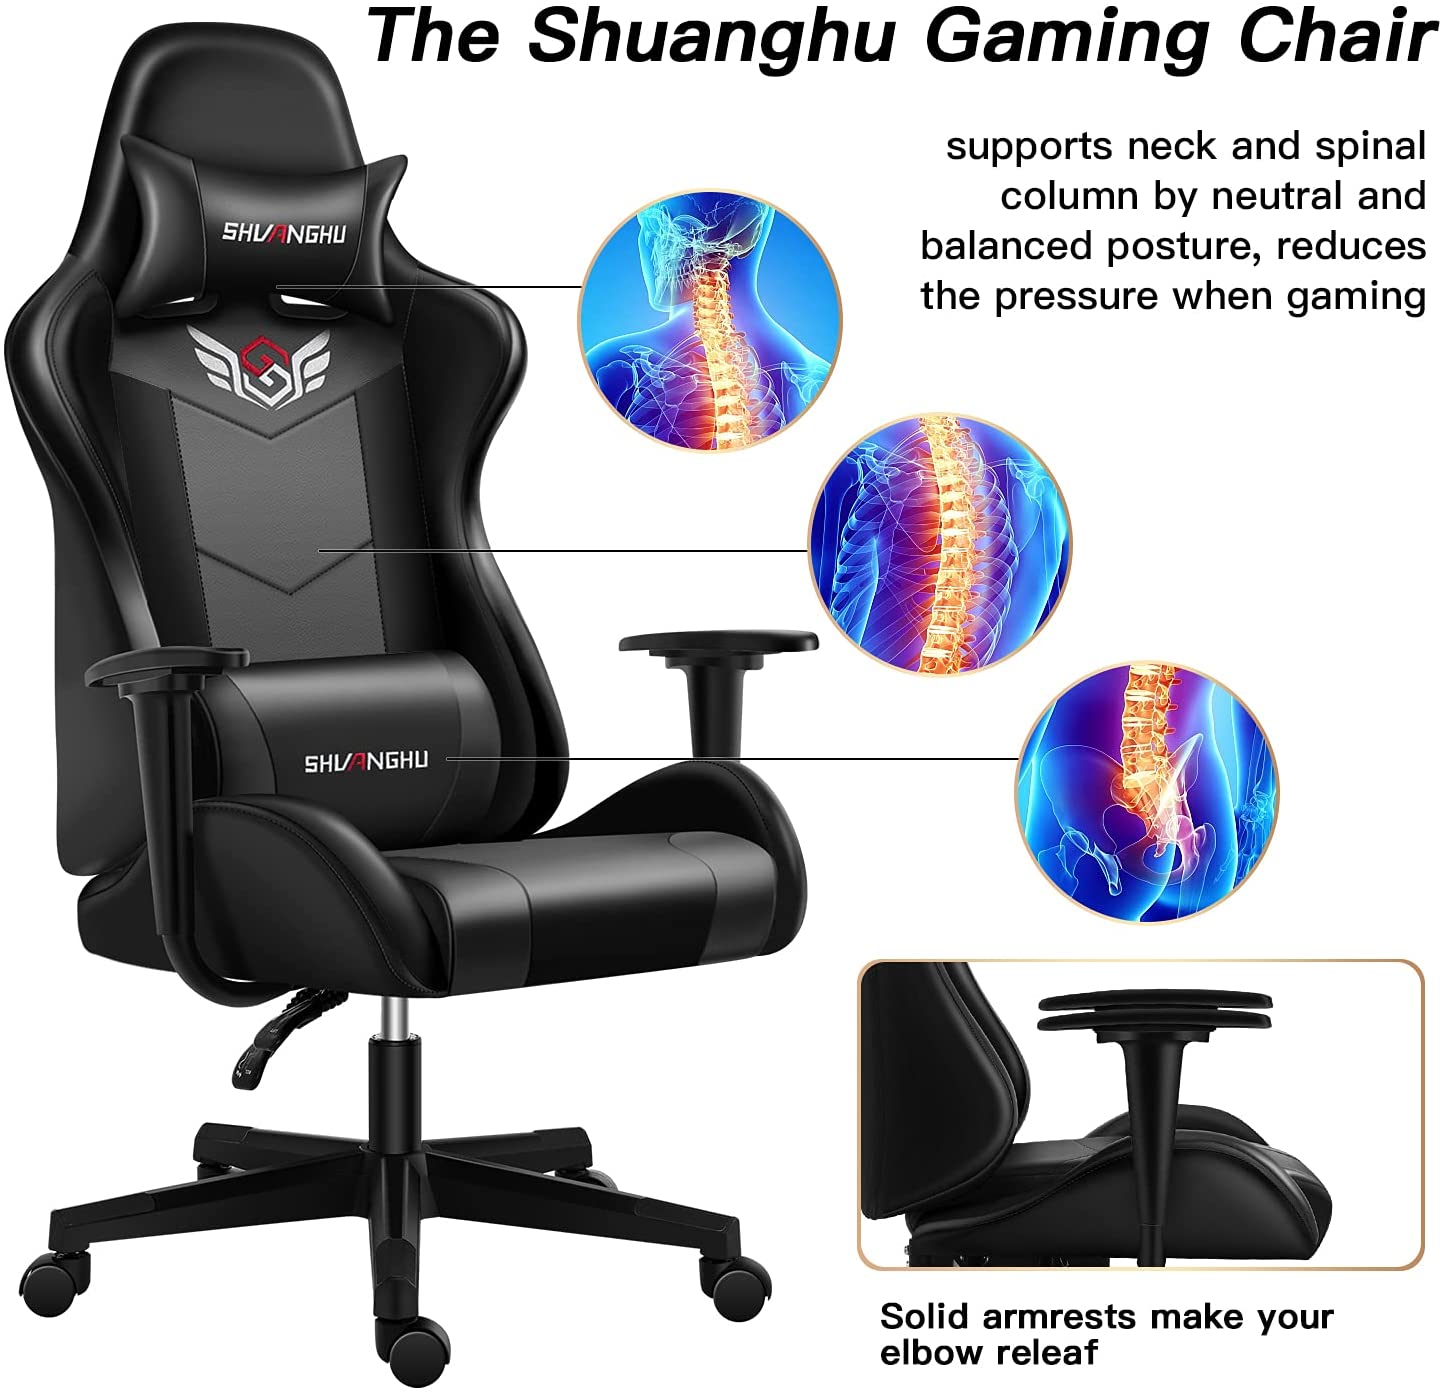 The Shuanghu Gaming Chair
supports neck and spinal
column by neutral and
balanced posture, reduces
the pressure when gaming
SHUANGHU
SHUANGHU
Solid armrests make your
elbow releaf